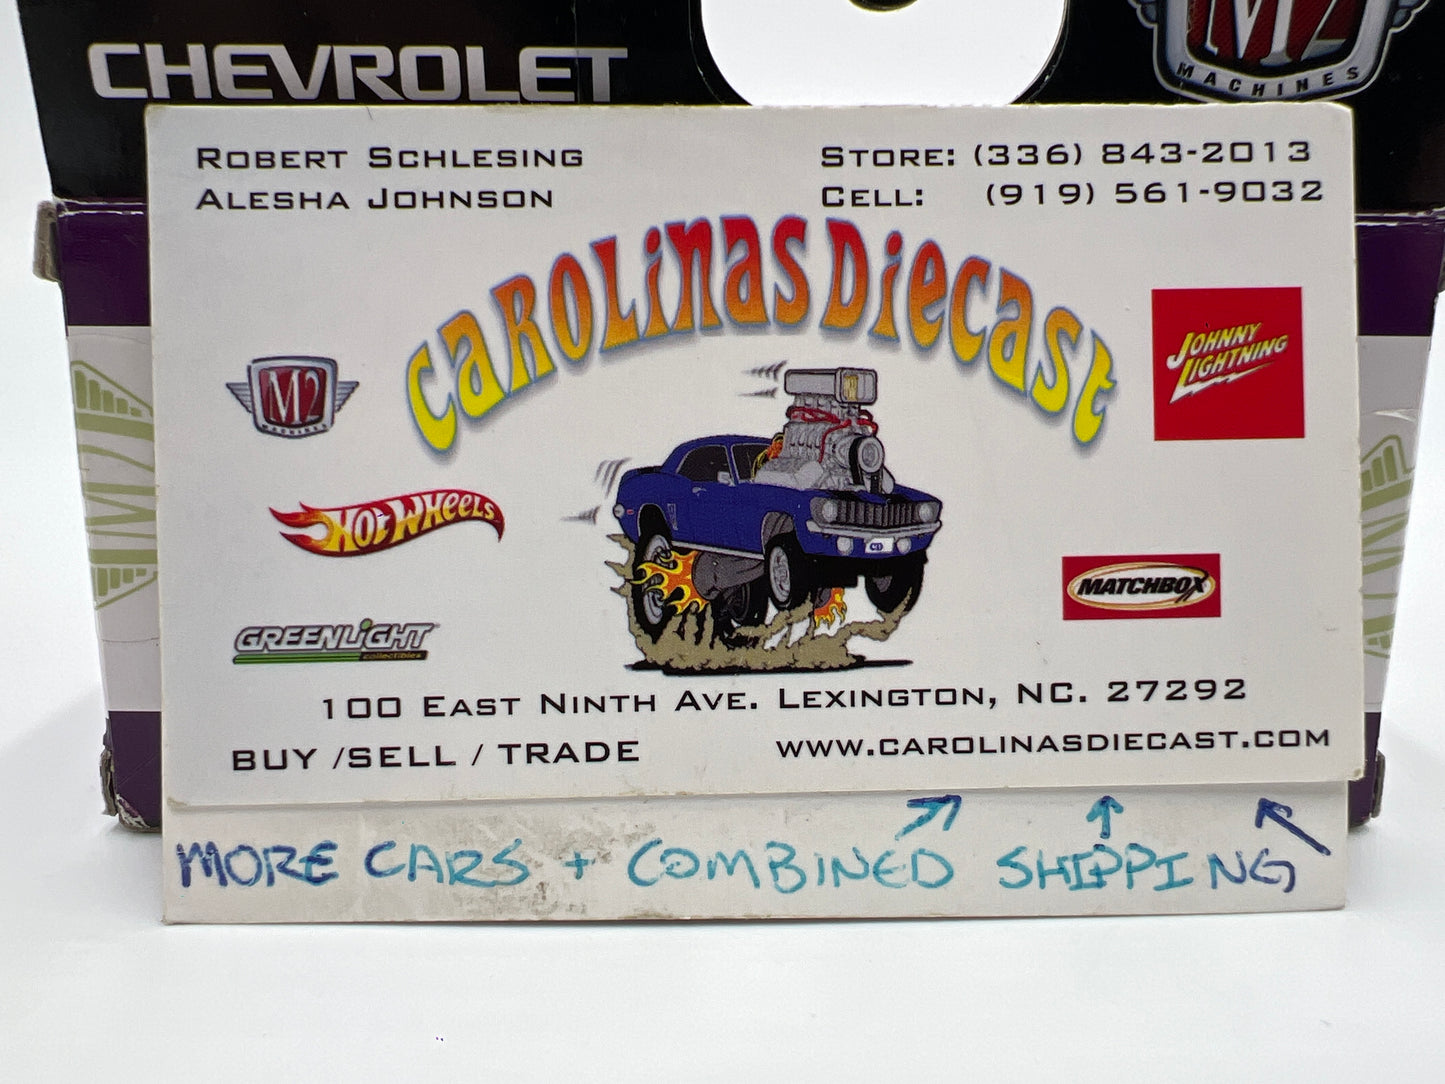 CHEVROLET
M2
MACHINES
ROBERT SCHLESING
ALESHA JOHNSON
STORE: (336) 843-2013
CELL: (919) 561-9032
CAROLINAS DIECAST
M2
MACHINES
JOHNNY
LIGHTNING
HOT WHEELS
MATCHBOX
GREENLIGHT
collectibles
100 EAST NINTH AVE. LEXINGTON, NC. 27292
BUY /SELL / TRADE
WWW.CAROLINASDIECAST.COM
MORE CARS + COMBINED SHIPPING